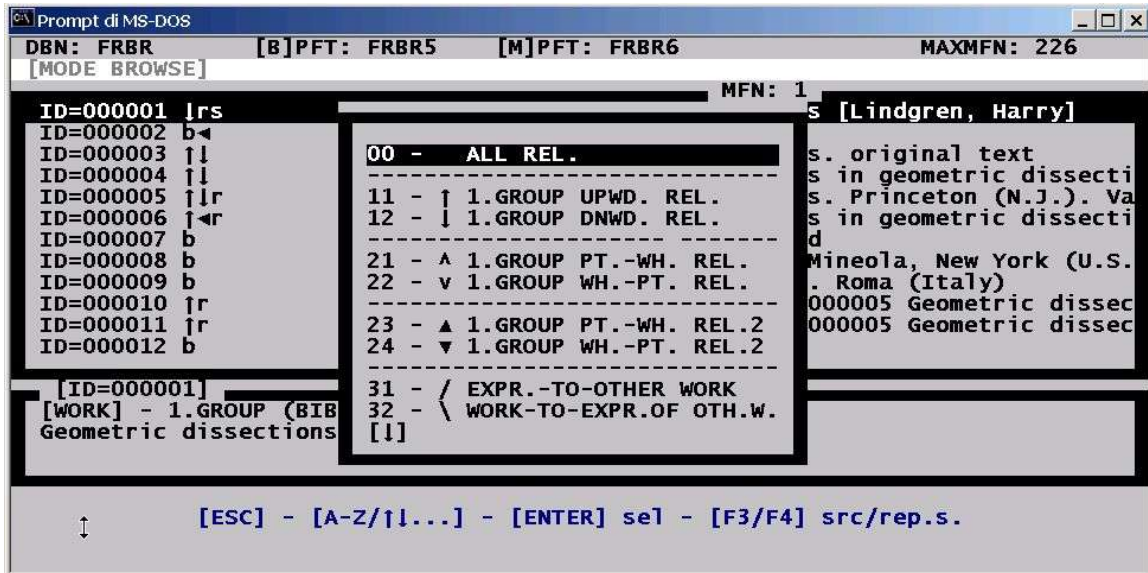 Prompt di MS-DOS
DBN: FRBR [B]PFT: FRBR5 [M]PFT: FRBR6 MAXMFN: 226
[MODE BROWSE]
MFN: 1
ID=000001 ↓rs s [Lindgren, Harry]
ID=000002 b◄
00 - ALL REL.
ID=000003 ↑↓ s. original text
--------------------------------
ID=000004 ↑↓ s in geometric dissecti
ID=000005 ↑↓r 11 - ↑ 1.GROUP UPWD. REL. s. Princeton (N.J.). Va
ID=000006 ↑◄r 12 - ↓ 1.GROUP DNWD. REL. s in geometric dissecti
ID=000007 b ----------------------- ------- d
ID=000008 b 21 - ^ 1.GROUP PT.-WH. REL. Mineola, New York (U.S.
ID=000009 b 22 - v 1.GROUP WH.-PT. REL. . Roma (Italy)
ID=000010 ↑r -------------------------------- 000005 Geometric dissec
ID=000011 ↑r 23 - ▲ 1.GROUP PT.-WH. REL.2 000005 Geometric dissec
ID=000012 b 24 - ▼ 1.GROUP WH.-PT. REL.2
--------------------------------
[ID=000001] 31 - / EXPR.-TO-OTHER WORK
[WORK] - 1.GROUP (BIB 32 - \ WORK-TO-EXPR.OF OTH.W.
Geometric dissections [↓]
[ESC] - [A-Z/↑↓...] - [ENTER] sel - [F3/F4] src/rep.s.